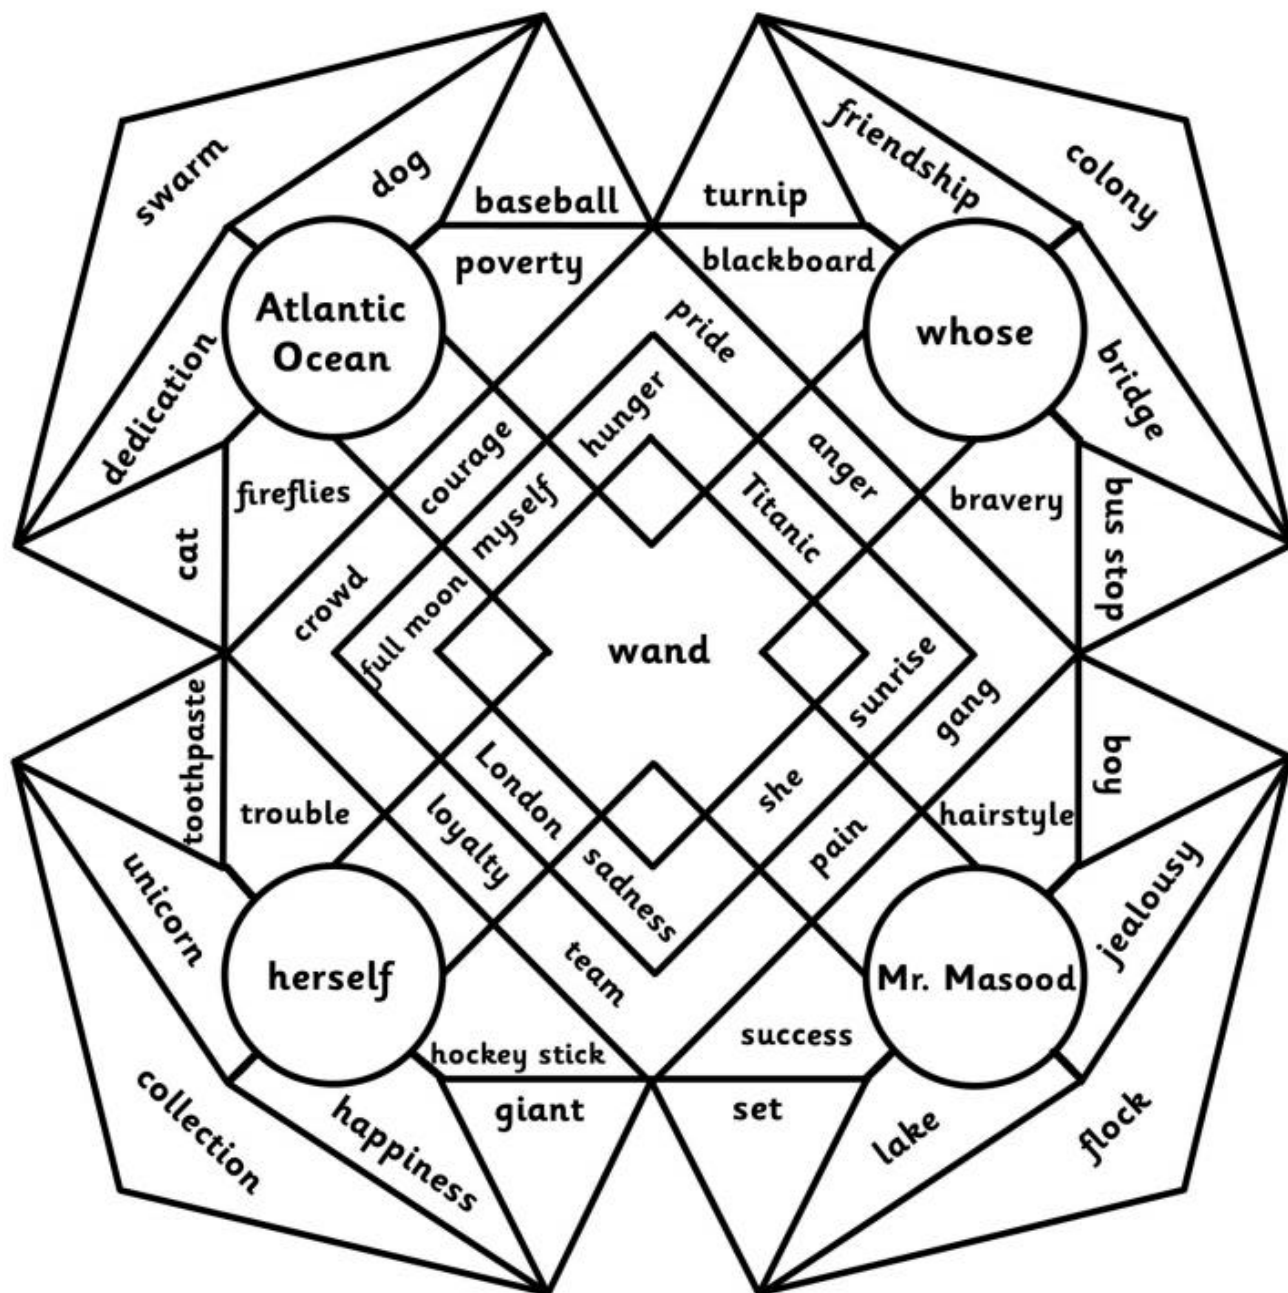 swarm
dog
baseball
turnip
friendship
colony
poverty
blackboard
Atlantic
Ocean
whose
pride
dedication
bridge
hunger
courage
anger
fireflies
bravery
Titanic
myself
cat
bus stop
crowd
full moon
wand
sunrise
gang
toothpaste
boy
London
she
trouble
hairstyle
loyalty
pain
unicorn
sadness
jealousy
herself
Mr. Masood
team
success
hockey stick
giant
set
collection
happiness
lake
flock